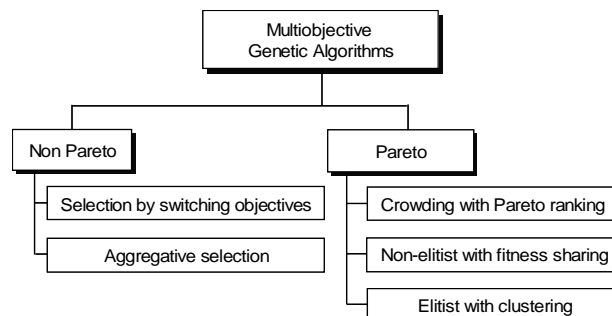 Multiobjective
Genetic Algorithms
Non Pareto
Pareto
Selection by switching objectives
Aggregative selection
Crowding with Pareto ranking
Non-elitist with fitness sharing
Elitist with clustering